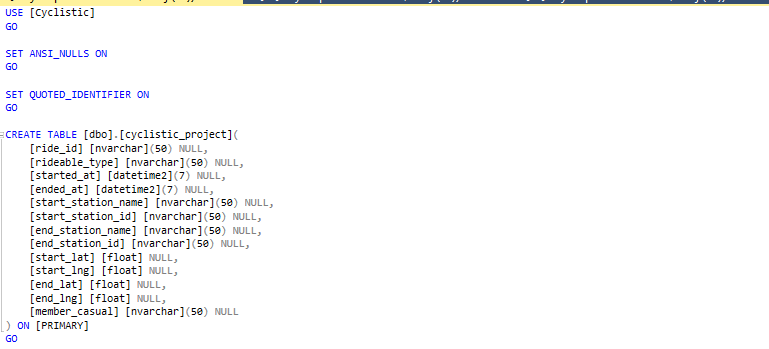 USE [Cyclistic]
GO
SET ANSI_NULLS ON
GO
SET QUOTED_IDENTIFIER ON
GO
CREATE TABLE [dbo].[cyclistic_project](
[ride_id] [nvarchar](50) NULL,
[rideable_type] [nvarchar](50) NULL,
[started_at] [datetime2](7) NULL,
[ended_at] [datetime2](7) NULL,
[start_station_name] [nvarchar](50) NULL,
[start_station_id] [nvarchar](50) NULL,
[end_station_name] [nvarchar](50) NULL,
[end_station_id] [nvarchar](50) NULL,
[start_lat] [float] NULL,
[start_lng] [float] NULL,
[end_lat] [float] NULL,
[end_lng] [float] NULL,
[member_casual] [nvarchar](50) NULL
) ON [PRIMARY]
GO